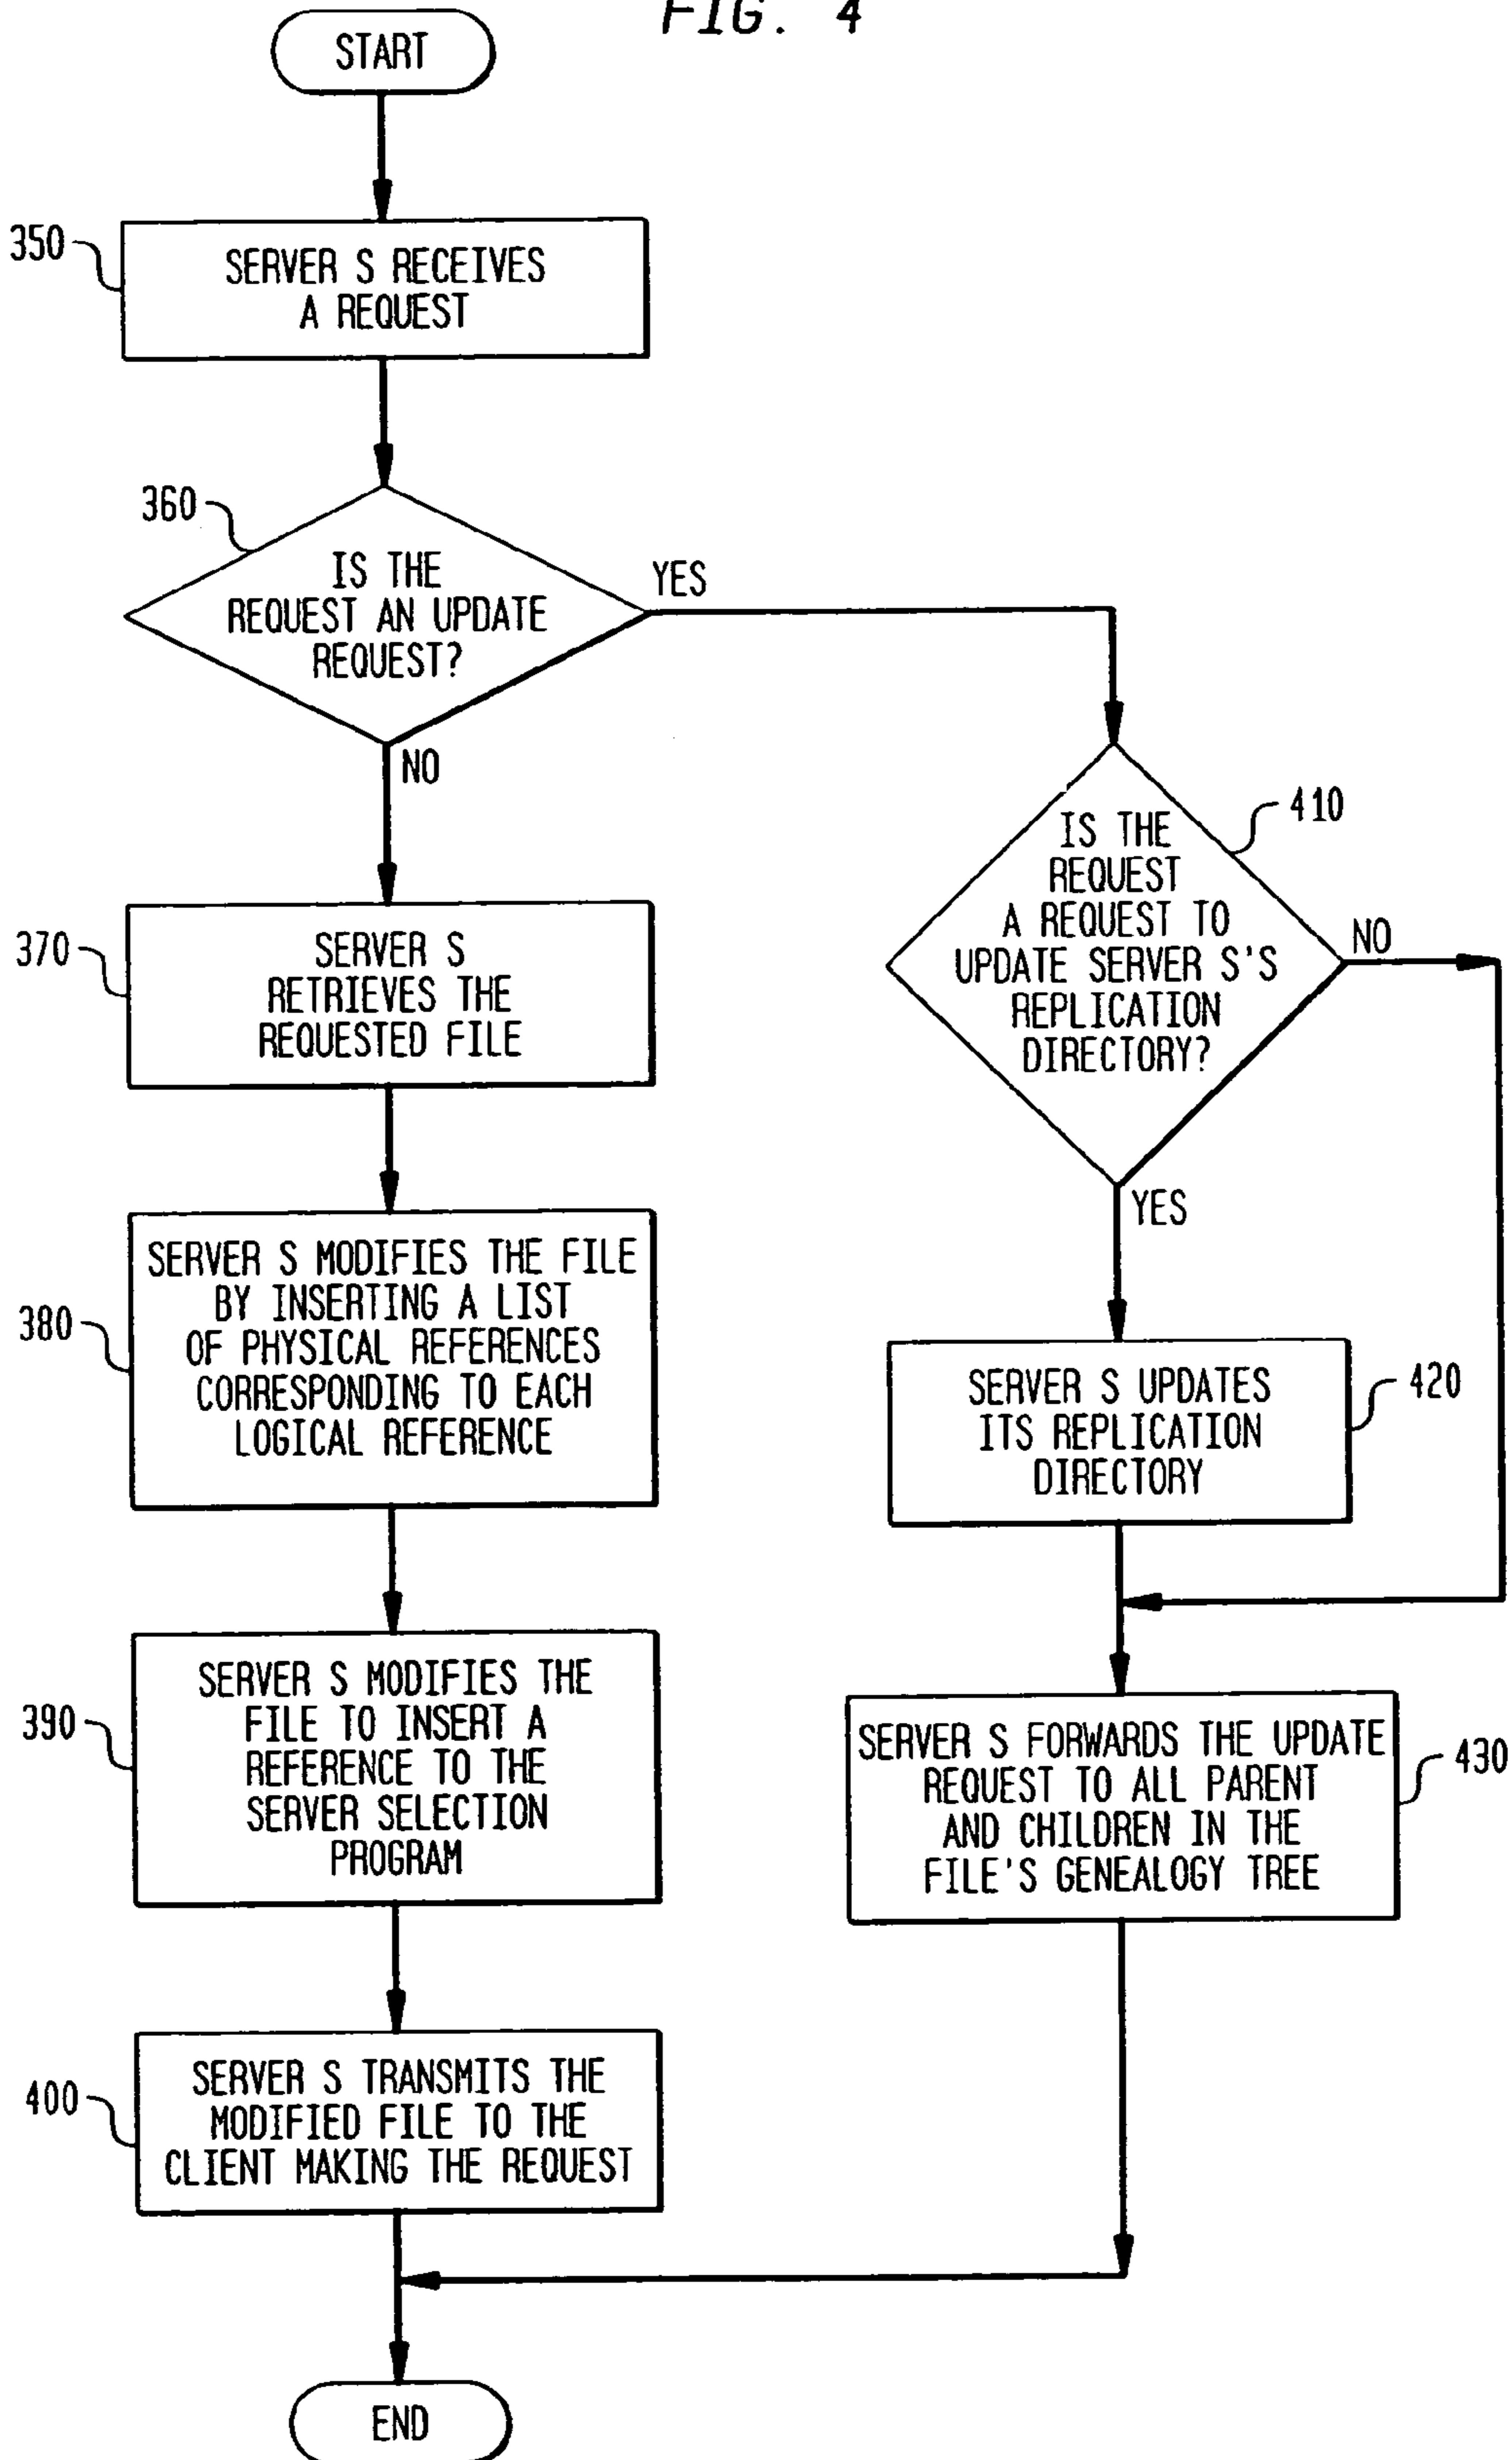 FIG. 4
START
350
SERVER S RECEIVES
A REQUEST
360
IS THE
REQUEST AN UPDATE
REQUEST?
YES
NO
410
IS THE
REQUEST
A REQUEST TO
UPDATE SERVER S'S
REPLICATION
DIRECTORY?
NO
YES
370
SERVER S
RETRIEVES THE
REQUESTED FILE
380
SERVER S MODIFIES THE FILE
BY INSERTING A LIST
OF PHYSICAL REFERENCES
CORRESPONDING TO EACH
LOGICAL REFERENCE
420
SERVER S UPDATES
ITS REPLICATION
DIRECTORY
390
SERVER S MODIFIES THE
FILE TO INSERT A
REFERENCE TO THE
SERVER SELECTION
PROGRAM
430
SERVER S FORWARDS THE UPDATE
REQUEST TO ALL PARENT
AND CHILDREN IN THE
FILE'S GENEALOGY TREE
400
SERVER S TRANSMITS THE
MODIFIED FILE TO THE
CLIENT MAKING THE REQUEST
END